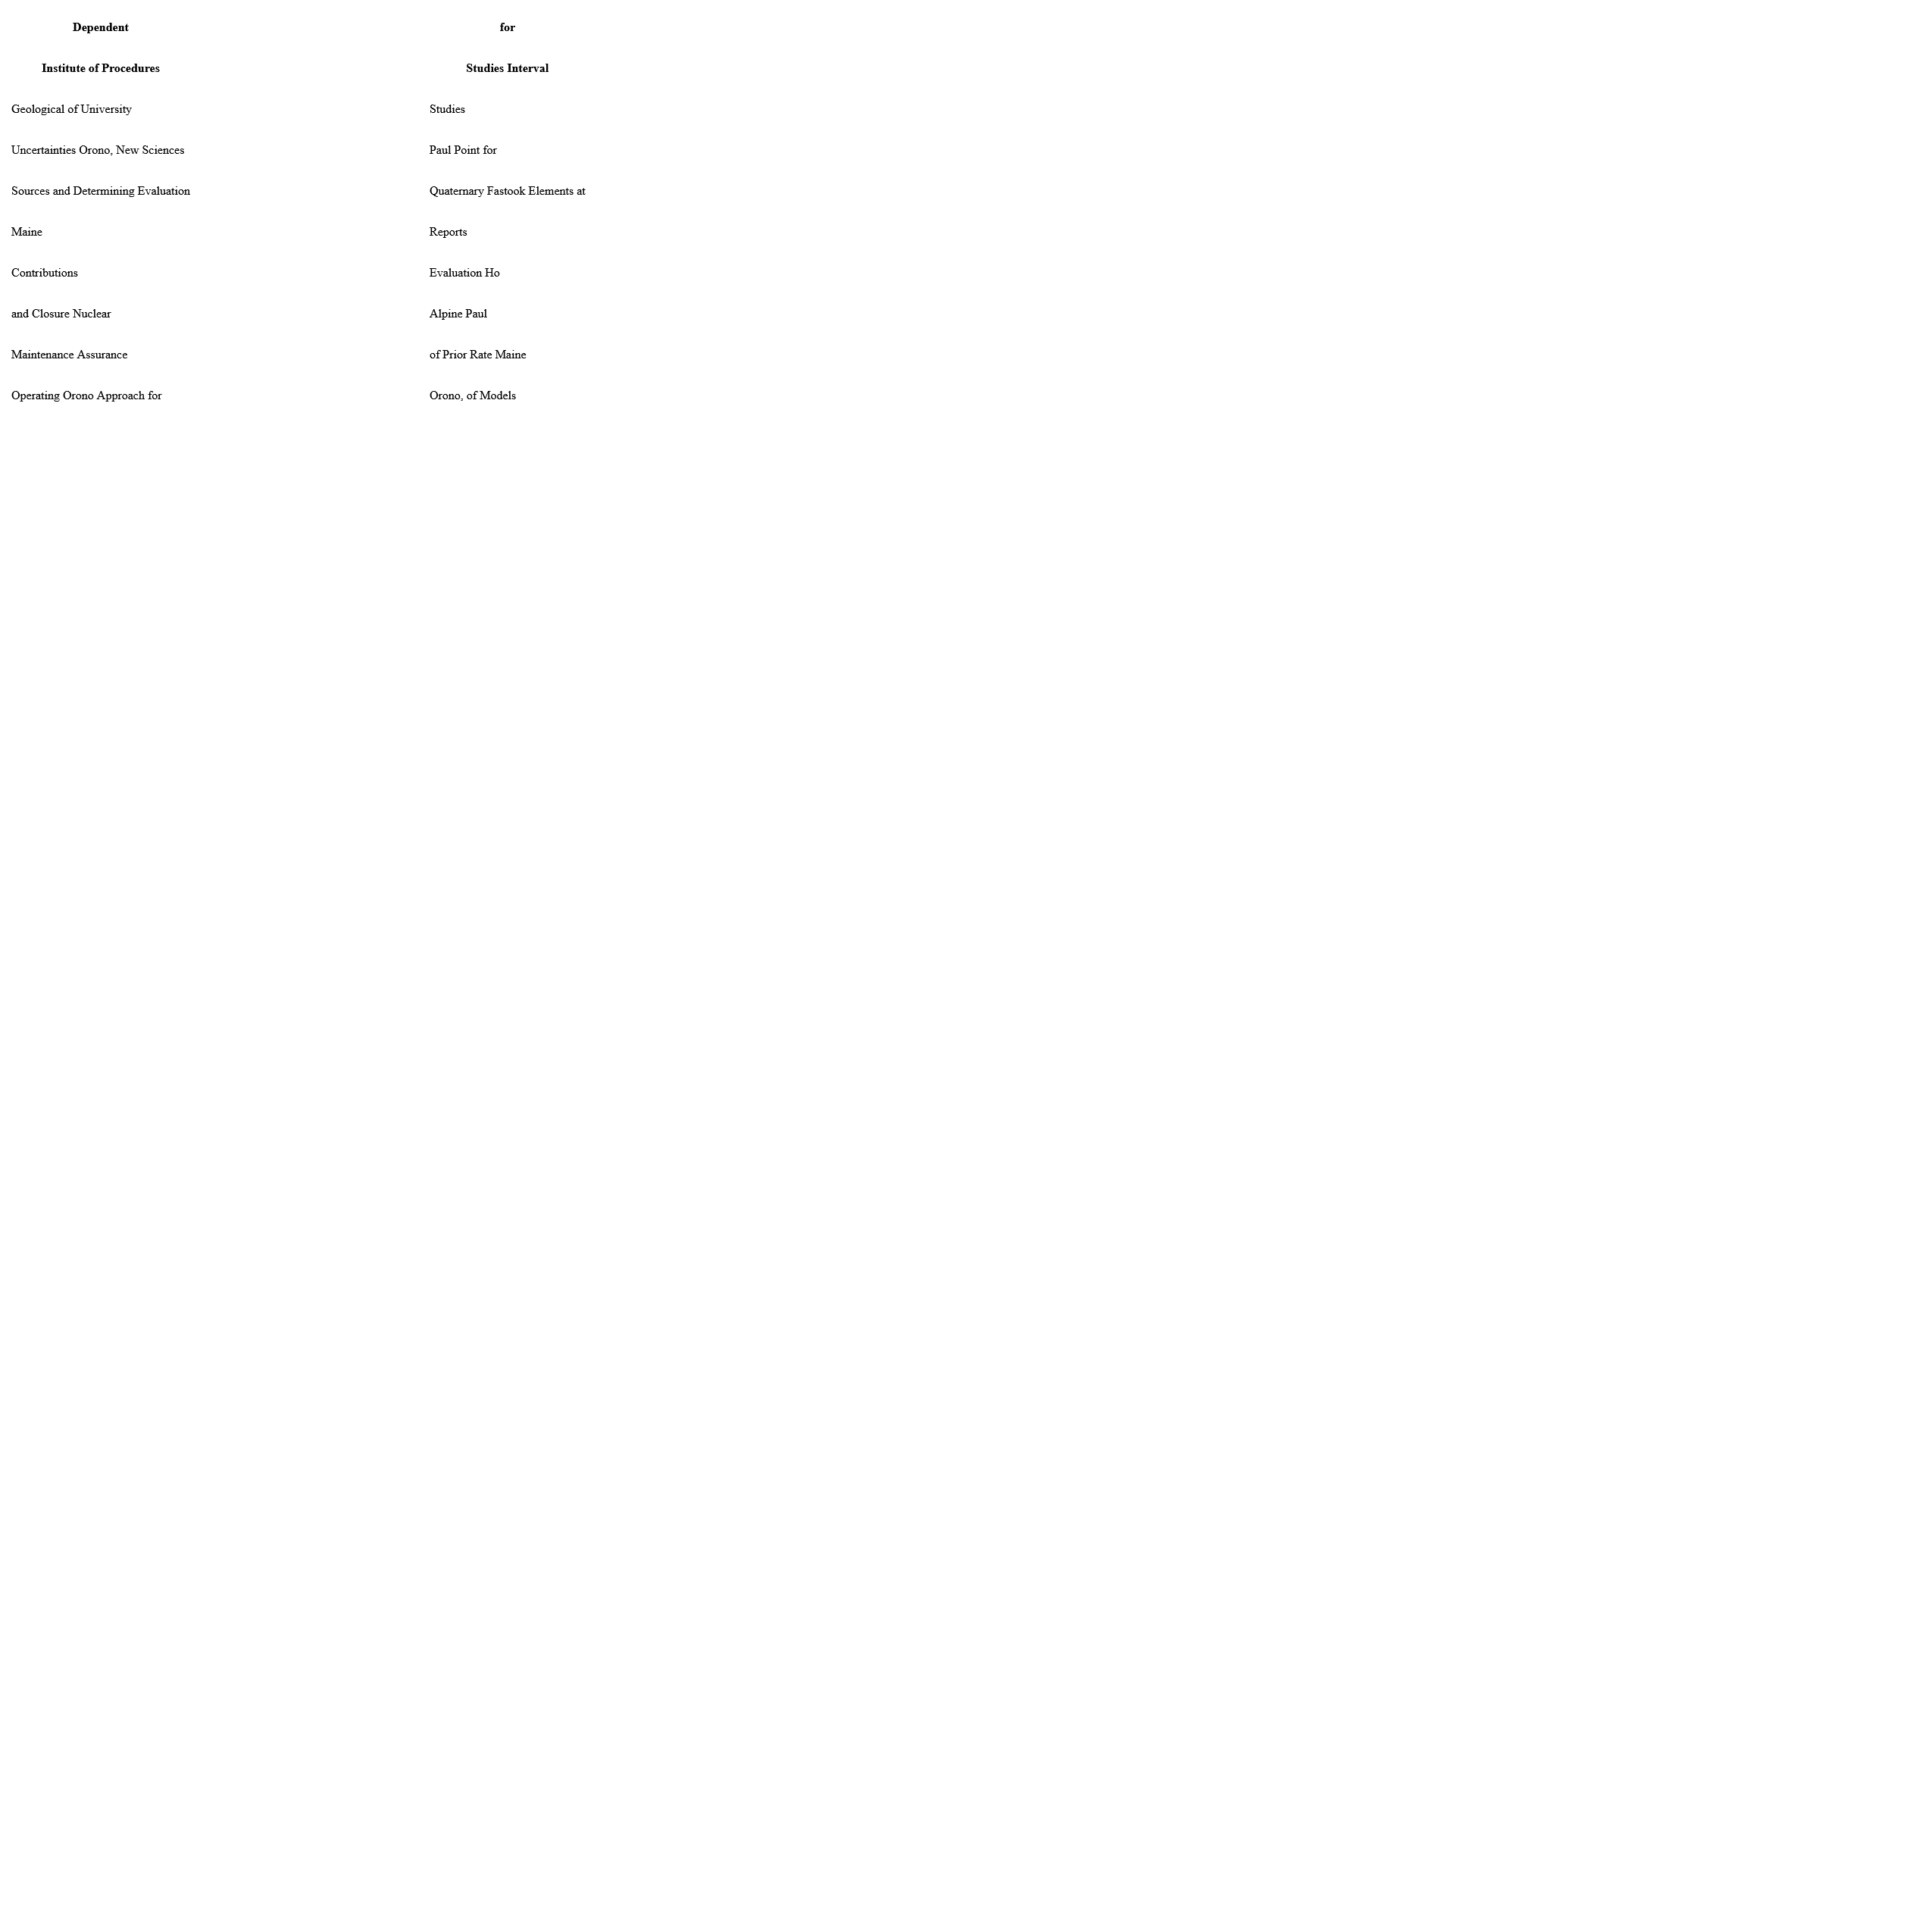 Dependent for
Institute of Procedures Studies Interval
Geological of University Studies
Uncertainties Orono, New Sciences Paul Point for
Sources and Determining Evaluation Quaternary Fastook Elements at
Maine Reports
Contributions Evaluation Ho
and Closure Nuclear Alpine Paul
Maintenance Assurance of Prior Rate Maine
Operating Orono Approach for Orono, of Models